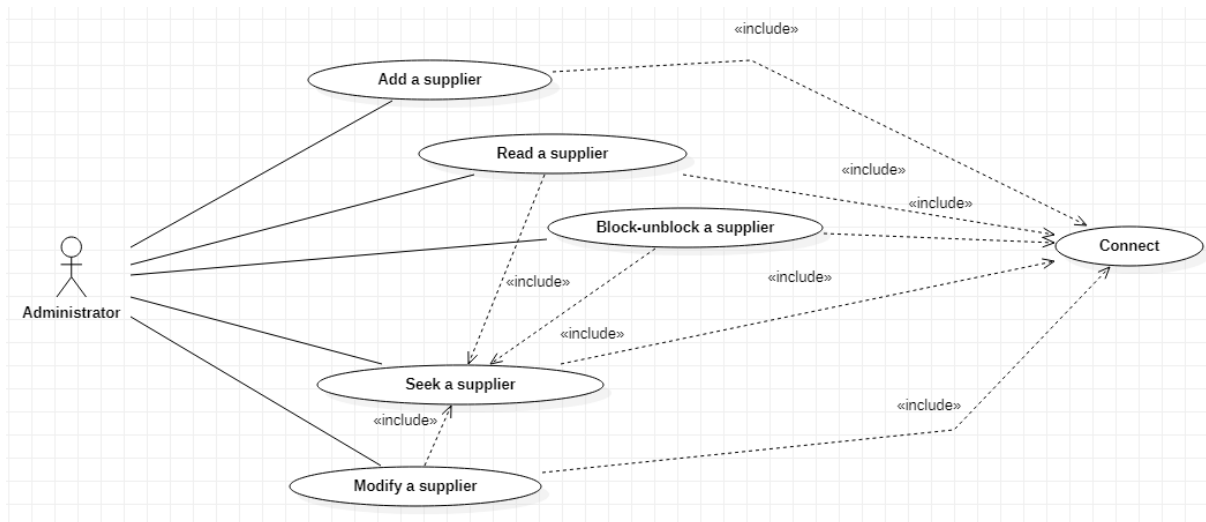 «include»
Add a supplier
Read a supplier
«include»
«include»
Block-unblock a supplier
Connect
«include»
«include»
Administrator
«include»
Seek a supplier
«include»
«include»
Modify a supplier